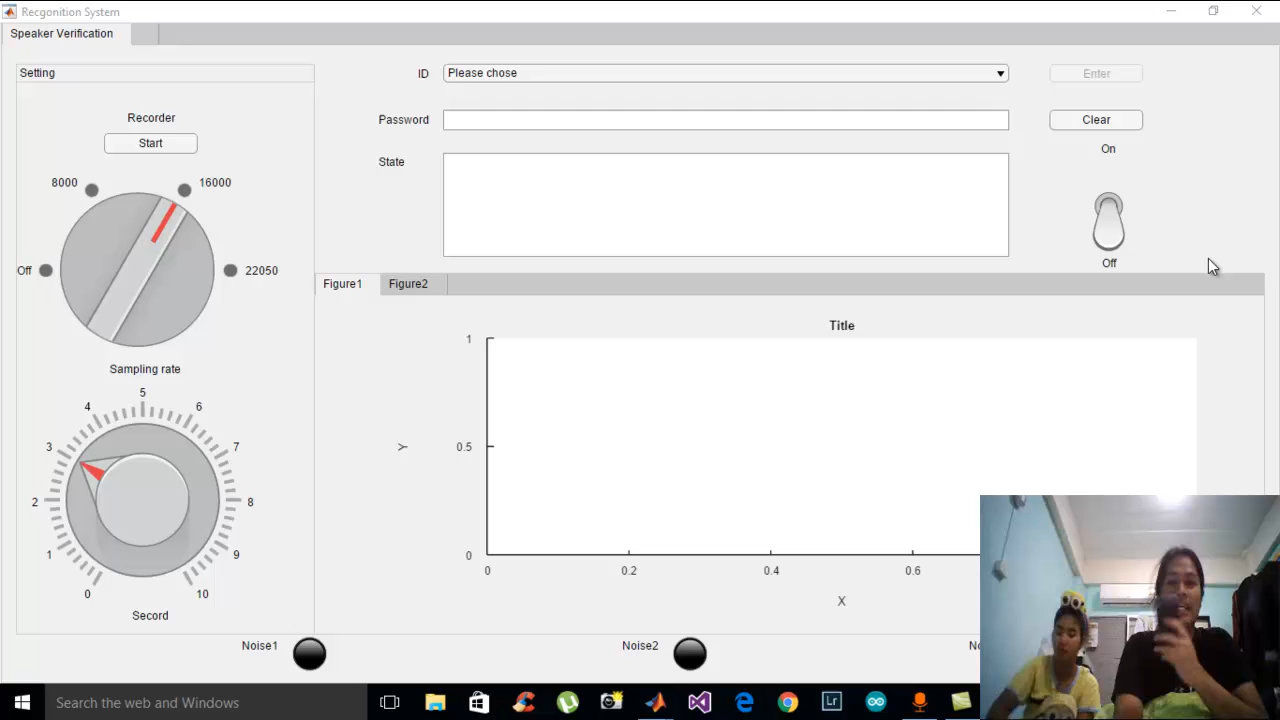 Recgonition System
Speaker Verification
Setting
Recorder
Start
8000
16000
Off
22050
Sampling rate
5
4
6
3
7
2
8
1
9
0
10
Secord
ID
Please chose
Enter
Password
Clear
State
On
Off
Figure1
Figure2
Title
1
0.5
0
Y
0
0.2
0.4
0.6
X
Noise1
Noise2
Search the web and Windows
Lr